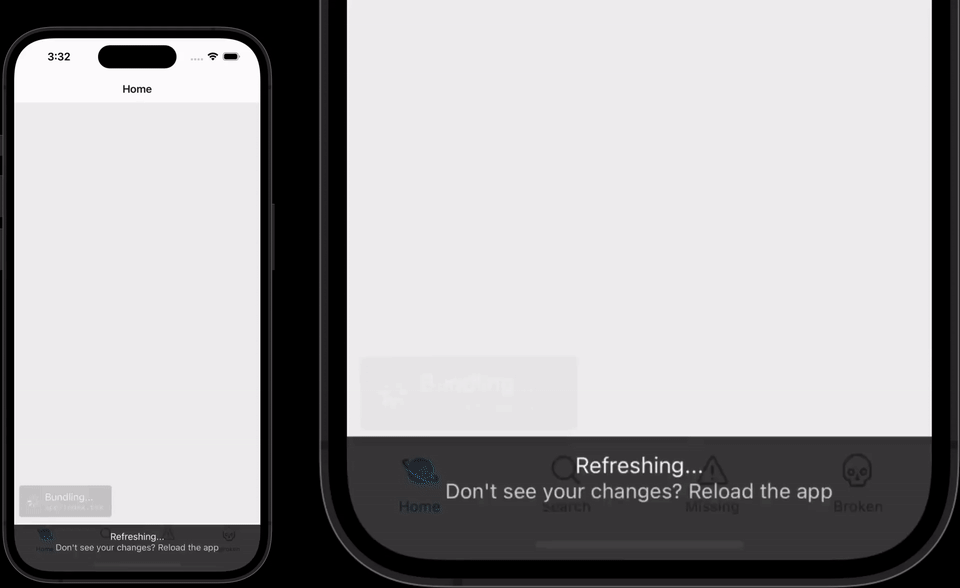 3:32
Home
Bundling...
Refreshing...
Don't see your changes? Reload the app
Bundling
Refreshing...
Don't see your changes? Reload the app
Home
Search
Missing
Broken